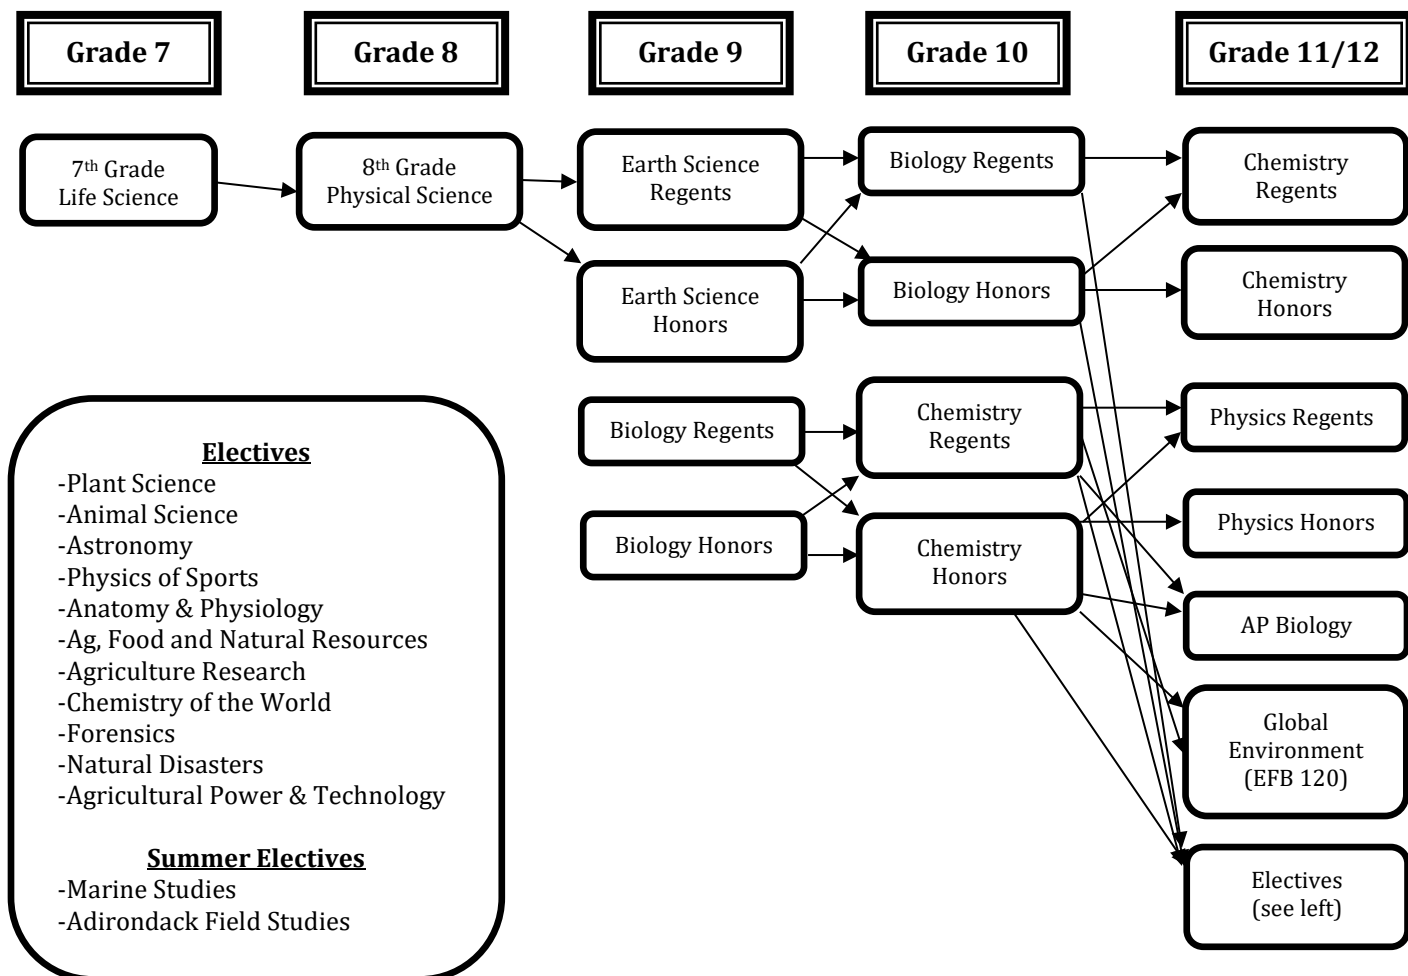 Grade 7
Grade 8
Grade 9
Grade 10
Grade 11/12
7th Grade
Life Science
8th Grade
Physical Science
Earth Science
Regents
Biology Regents
Chemistry
Regents
Earth Science
Honors
Biology Honors
Chemistry
Honors
Biology Regents
Chemistry
Regents
Physics Regents
Biology Honors
Chemistry
Honors
Physics Honors
AP Biology
Global
Environment
(EFB 120)
Electives
(see left)
Electives
-Plant Science
-Animal Science
-Astronomy
-Physics of Sports
-Anatomy & Physiology
-Ag, Food and Natural Resources
-Agriculture Research
-Chemistry of the World
-Forensics
-Natural Disasters
-Agricultural Power & Technology
Summer Electives
-Marine Studies
-Adirondack Field Studies